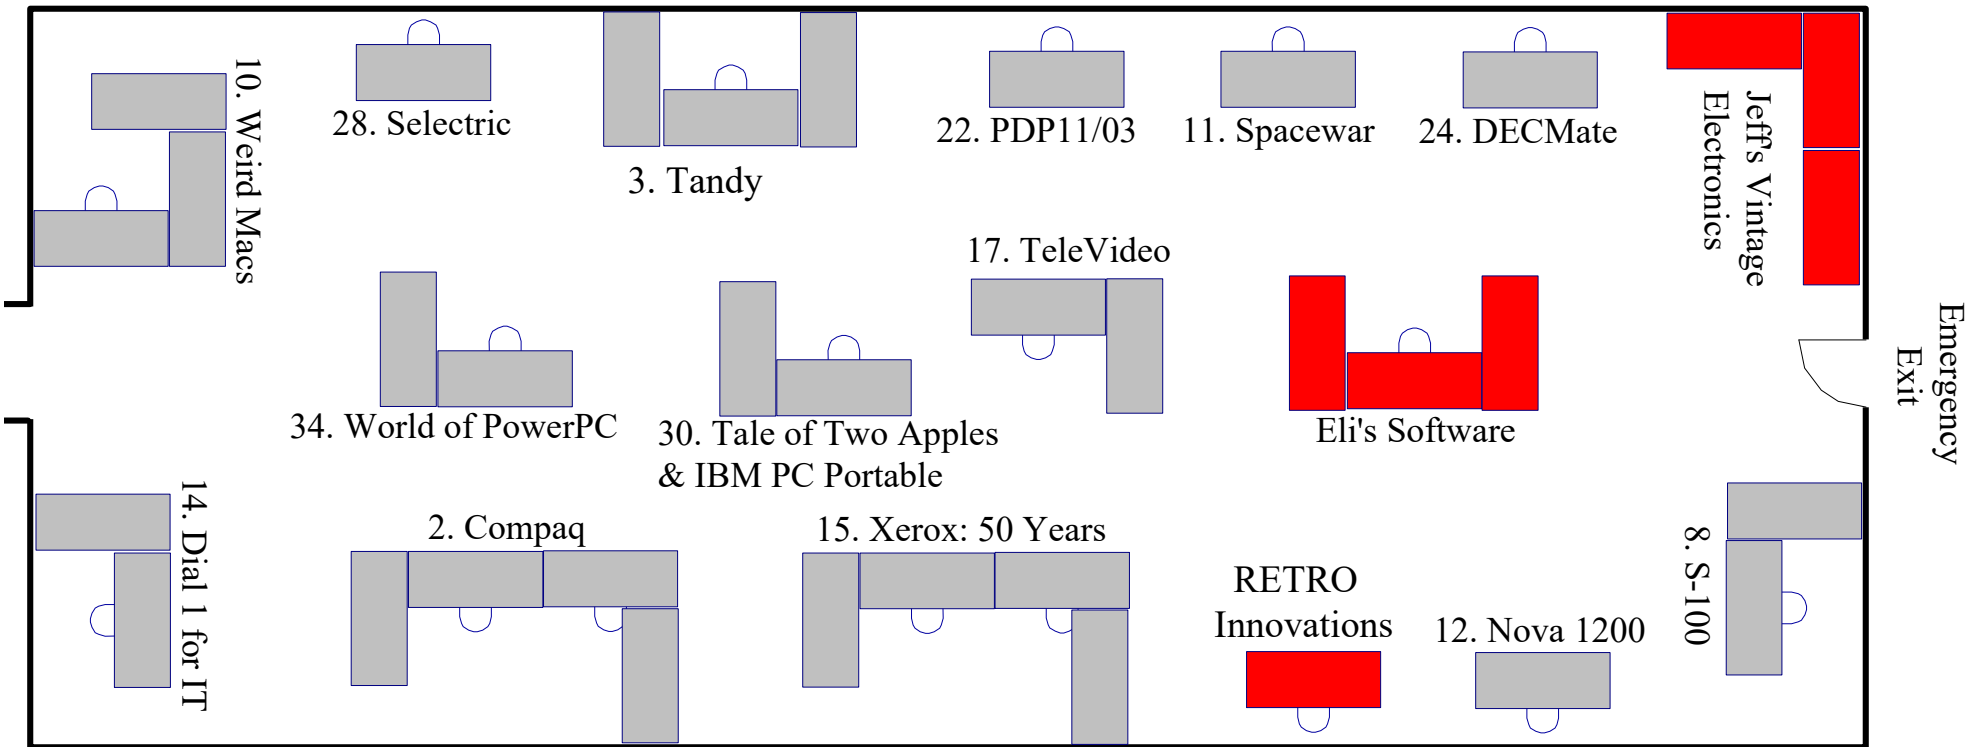 10. Weird Macs
28. Selectric
3. Tandy
22. PDP11/03
11. Spacewar
24. DECMate
Jeff's Vintage
Electronics
17. TeleVideo
Emergency
Exit
34. World of PowerPC
30. Tale of Two Apples
& IBM PC Portable
Eli's Software
14. Dial 1 for IT
2. Compaq
15. Xerox: 50 Years
RETRO
Innovations
12. Nova 1200
8. S-100